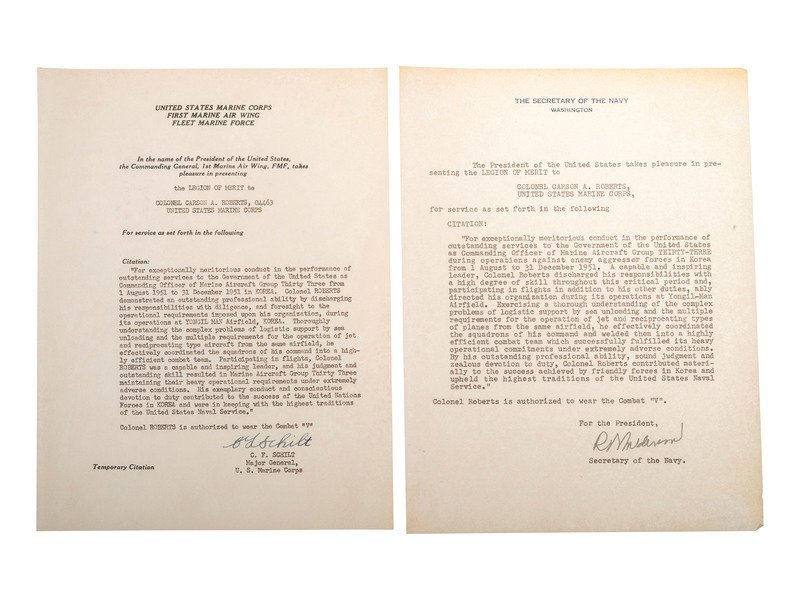 UNITED STATES MARINE CORPS
FIRST MARINE AIR WING
FLEET MARINE FORCE
In the name of the President of the United States,
the Commanding General, 1st Marine Air Wing, FMF, takes
pleasure in presenting
the LEGION OF MERIT to
COLONEL CARSON A. ROBERTS, 04463
UNITED STATES MARINE CORPS
For service as set forth in the following
Citation:
"For exceptionally meritorious conduct in the performance of
outstanding services to the Government of the United States as
Commanding Officer of Marine Aircraft Group Thirty Three from
1 August 1951 to 31 December 1951 in KOREA. Colonel ROBERTS
demonstrated an outstanding professional ability by discharging
his responsibilities with diligence, and foresight to the
operational requirements imposed upon his organization, during
its operations at YONGIL MAN Airfield, KOREA. Thoroughly
understanding the complex problems of logistic support by sea
unloading and the multiple requirements for the operation of jet
and reciprocating type aircraft from the same airfield, he
effectively coordinated the squadrons of his command into a high-
ly efficient combat team. Participating in flights, Colonel
ROBERTS was a capable and inspiring leader, and his judgment and
outstanding skill resulted in Marine Aircraft Group Thirty Three
maintaining their heavy operational requirements under extremely
adverse conditions. His exemplary conduct and conscientious
devotion to duty contributed to the success of the United Nations
Forces in KOREA and were in keeping with the highest traditions
of the United States Naval Service."
Colonel ROBERTS is authorized to wear the Combat "V"
C F Schilt
C. F. SCHILT
Major General,
U. S. Marine Corps
Temporary Citation
THE SECRETARY OF THE NAVY
WASHINGTON
The President of the United States takes pleasure in pre-
senting the LEGION OF MERIT to
COLONEL CARSON A. ROBERTS,
UNITED STATES MARINE CORPS,
for service as set forth in the following
CITATION:
"For exceptionally meritorious conduct in the performance of
outstanding services to the Government of the United States
as Commanding Officer of Marine Aircraft Group THIRTY-THREE
during operations against enemy aggressor forces in Korea
from 1 August to 31 December 1951. A capable and inspiring
leader, Colonel Roberts discharged his responsibilities with
a high degree of skill throughout this critical period and,
participating in flights in addition to his other duties, ably
directed his organization during its operations at Yongil-Man
Airfield. Exercising a thorough understanding of the complex
problems of logistic support by sea unloading and the multiple
requirements for the operation of jet and reciprocating types
of planes from the same airfield, he effectively coordinated
the squadrons of his command and welded them into a highly
efficient combat team which successfully fulfilled its heavy
operational commitments under extremely adverse conditions.
By his outstanding professional ability, sound judgment and
zealous devotion to duty, Colonel Roberts contributed materi-
ally to the success achieved by friendly forces in Korea and
upheld the highest traditions of the United States Naval
Service."
Colonel Roberts is authorized to wear the Combat "V".
For the President,
R B Anderson
Secretary of the Navy.